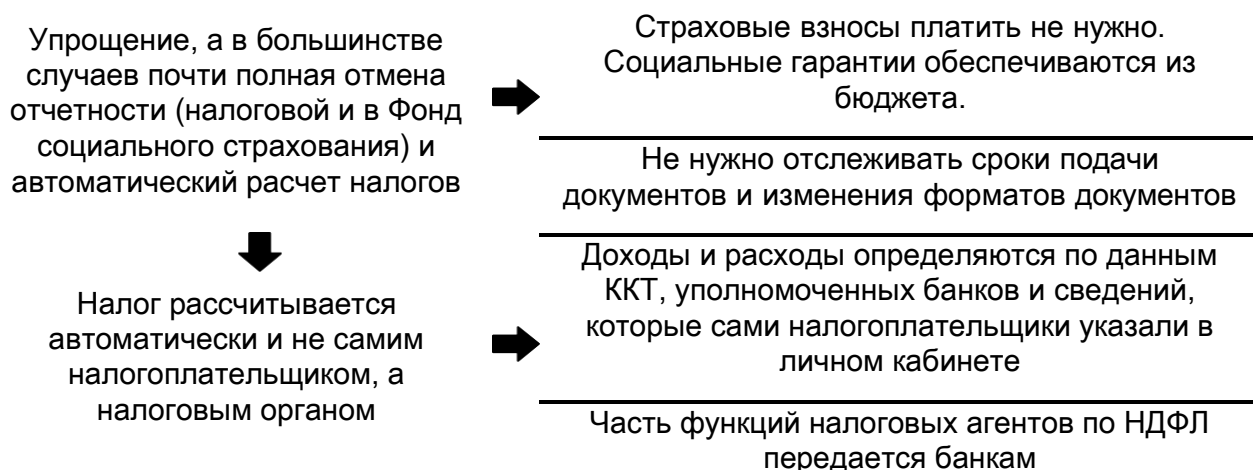 Упрощение, а в большинстве
случаев почти полная отмена
отчетности (налоговой и в Фонд
социального страхования) и
автоматический расчет налогов
Налог рассчитывается
автоматически и не самим
налогоплательщиком, а
налоговым органом
Страховые взносы платить не нужно.
Социальные гарантии обеспечиваются из
бюджета.
Не нужно отслеживать сроки подачи
документов и изменения форматов документов
Доходы и расходы определяются по данным
ККТ, уполномоченных банков и сведений,
которые сами налогоплательщики указали в
личном кабинете
Часть функций налоговых агентов по НДФЛ
передается банкам